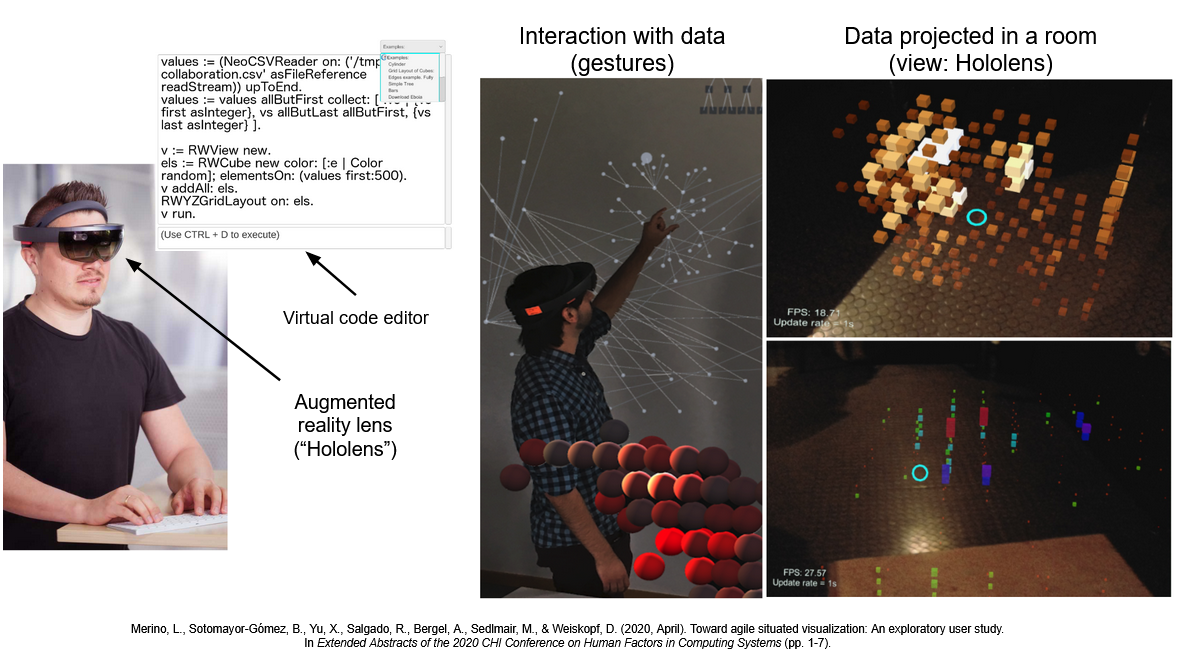 Interaction with data
(gestures)
Data projected in a room
(view: Hololens)
Examples:
Examples:
Cylinder
Grid Layout of Cubes:
Edges example. Fully
Simple Tree
Bars
Download Ebola
values := (NeoCSVReader on: ('/tmp
collaboration.csv' asFileReference
readStream)) upToEnd.
values := values allButFirst collect: [
first asInteger}, vs allButLast allButFirst, {vs
last asInteger} ].
v := RWView new.
els := RWCube new color: [:e | Color
random]; elementsOn: (values first:500).
v addAll: els.
RWYZGridLayout on: els.
v run.
(Use CTRL + D to execute)
Virtual code editor
Augmented
reality lens
(“Hololens”)
FPS: 18.71
Update rate = 1s
FPS: 27.57
Update rate = 1s
Merino, L., Sotomayor-Gómez, B., Yu, X., Salgado, R., Bergel, A., Sedlmair, M., & Weiskopf, D. (2020, April). Toward agile situated visualization: An exploratory user study.
In Extended Abstracts of the 2020 CHI Conference on Human Factors in Computing Systems (pp. 1-7).